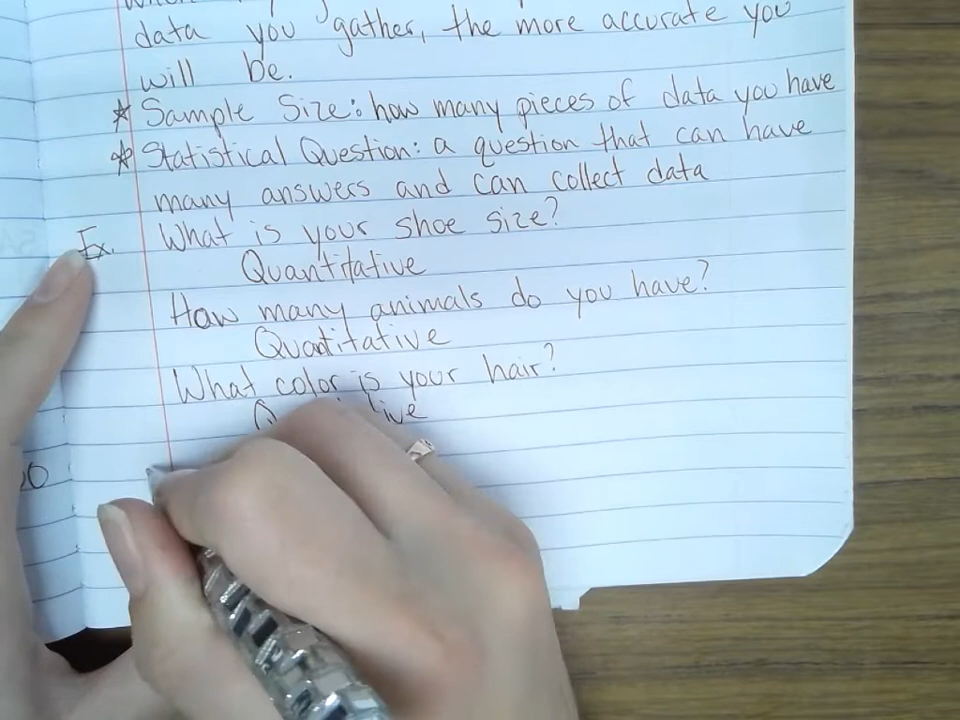 data you gather, the more accurate you
will be.
* Sample Size: how many pieces of data you have
* Statistical Question: a question that can have
many answers and can collect data
Ex. What is your shoe size?
Quantitative
How many animals do you have?
Quantitative
What color is your hair?